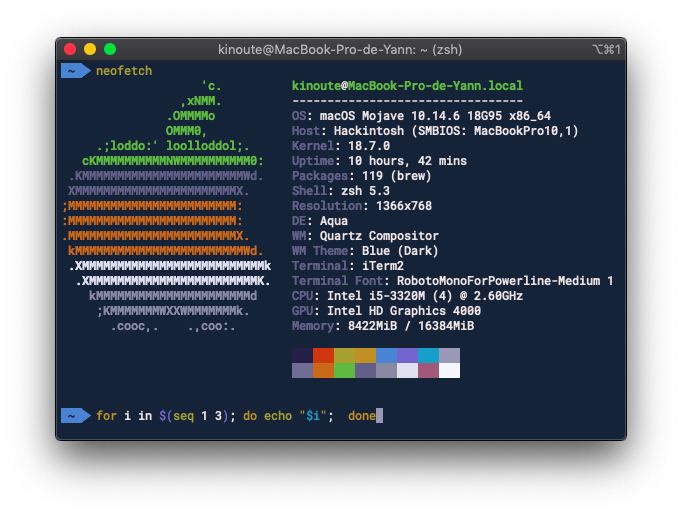 kinoute@MacBook-Pro-de-Yann: ~ (zsh) ⌥⌘1
~ neofetch
'c. kinoute@MacBook-Pro-de-Yann.local
,xNMM. --------------------------------
.OMMMMo OS: macOS Mojave 10.14.6 18G95 x86_64
OMMM0, Host: Hackintosh (SMBIOS: MacBookPro10,1)
.;loddo:' loolloddol;. Kernel: 18.7.0
cKMMMMMMMMMMNWMMMMMMMMMM0: Uptime: 10 hours, 42 mins
.KMMMMMMMMMMMMMMMMMMMMMMMWd. Packages: 119 (brew)
XMMMMMMMMMMMMMMMMMMMMMMMX. Shell: zsh 5.3
;MMMMMMMMMMMMMMMMMMMMMMMM: Resolution: 1366x768
:MMMMMMMMMMMMMMMMMMMMMMMM: DE: Aqua
.MMMMMMMMMMMMMMMMMMMMMMMMX. WM: Quartz Compositor
kMMMMMMMMMMMMMMMMMMMMMMMMWd. WM Theme: Blue (Dark)
.XMMMMMMMMMMMMMMMMMMMMMMMMMMk Terminal: iTerm2
.XMMMMMMMMMMMMMMMMMMMMMMMMK. Terminal Font: RobotoMonoForPowerline-Medium 1
kMMMMMMMMMMMMMMMMMMMMMMd CPU: Intel i5-3320M (4) @ 2.60GHz
;KMMMMMMMWXXWMMMMMMMk. GPU: Intel HD Graphics 4000
.cooc,. .,coo:. Memory: 8422MiB / 16384MiB
~ for i in $(seq 1 3); do echo "$i"; done